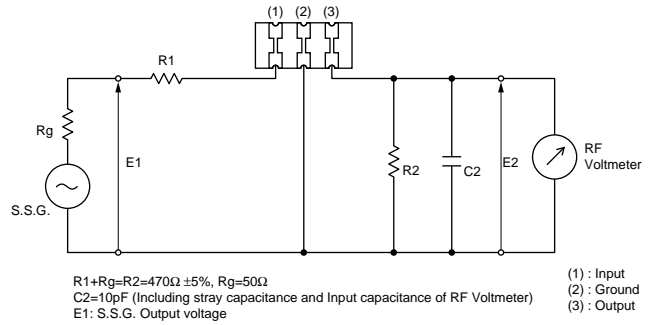 (1) (2) (3)
R1
Rg
E1
R2
C2
E2
RF
Voltmeter
S.S.G.
R1+Rg=R2=470Ω ±5%, Rg=50Ω
C2=10pF (Including stray capacitance and Input capacitance of RF Voltmeter)
E1: S.S.G. Output voltage
(1) : Input
(2) : Ground
(3) : Output